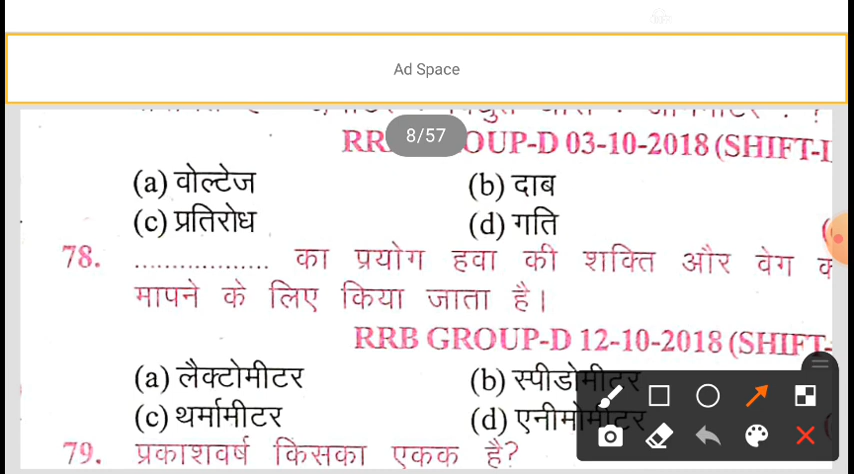 Ad Space
8/57
RR OUP-D 03-10-2018 (SHIFT-I
(a) वोल्टेज (b) दाब
(c) प्रतिरोध (d) गति
78. .................. का प्रयोग हवा की शक्ति और वेग क
मापने के लिए किया जाता है।
RRB GROUP-D 12-10-2018 (SHIFT-
(a) लैक्टोमीटर (b) स्पीडोमीटर
(c) थर्मामीटर (d) एनीमोमीटर
79. प्रकाशवर्ष किसका एकक है?